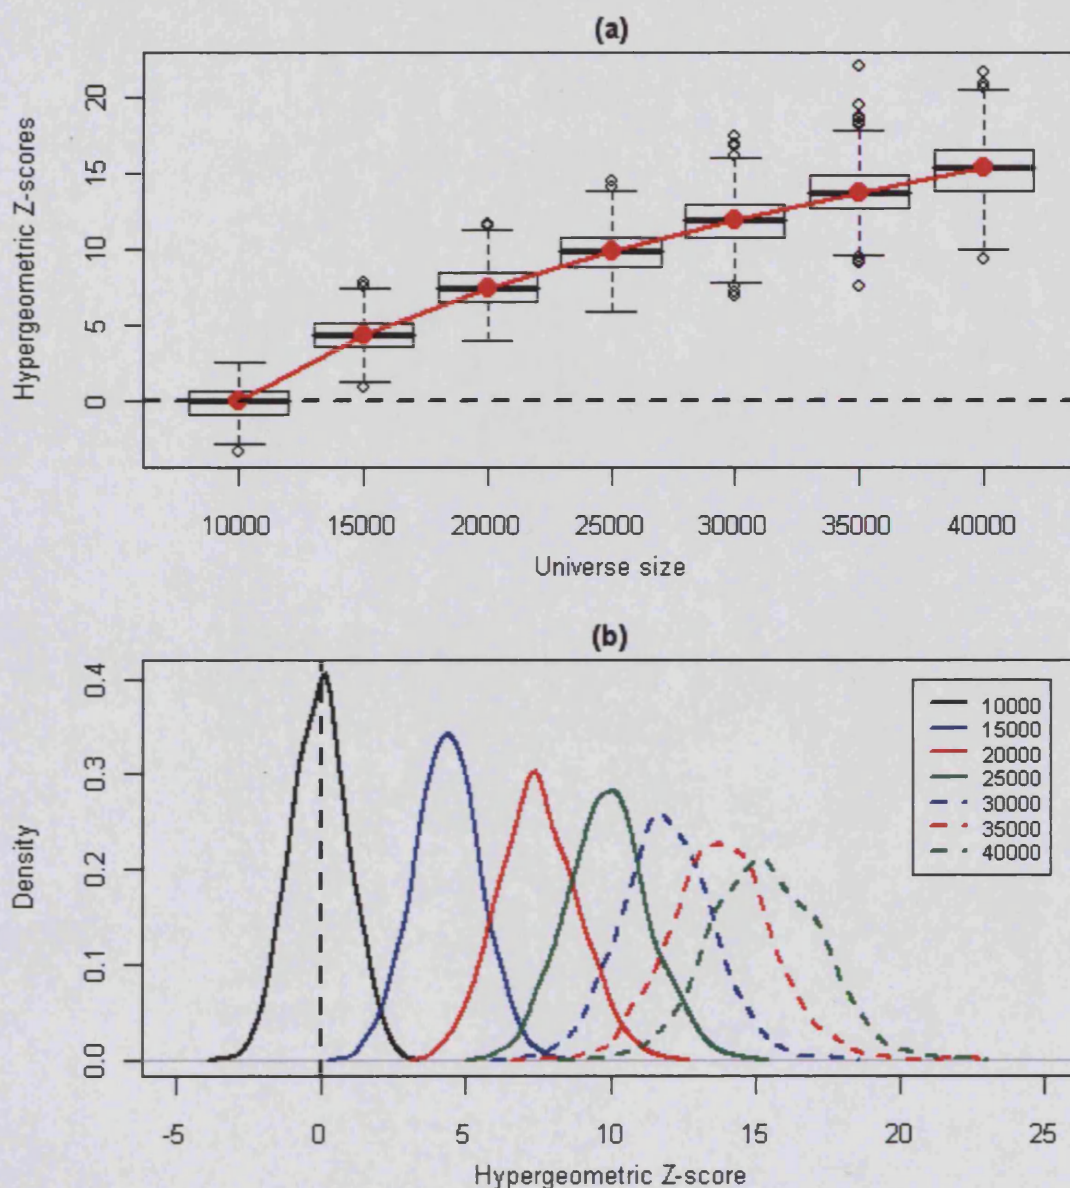 (a)
Hypergeometric Z-scores
20
15
10
5
0
10000 15000 20000 25000 30000 35000 40000
Universe size
(b)
Density
0.4
0.3
0.2
0.1
0.0
10000
15000
20000
25000
30000
35000
40000
-5 0 5 10 15 20 25
Hypergeometric Z-score